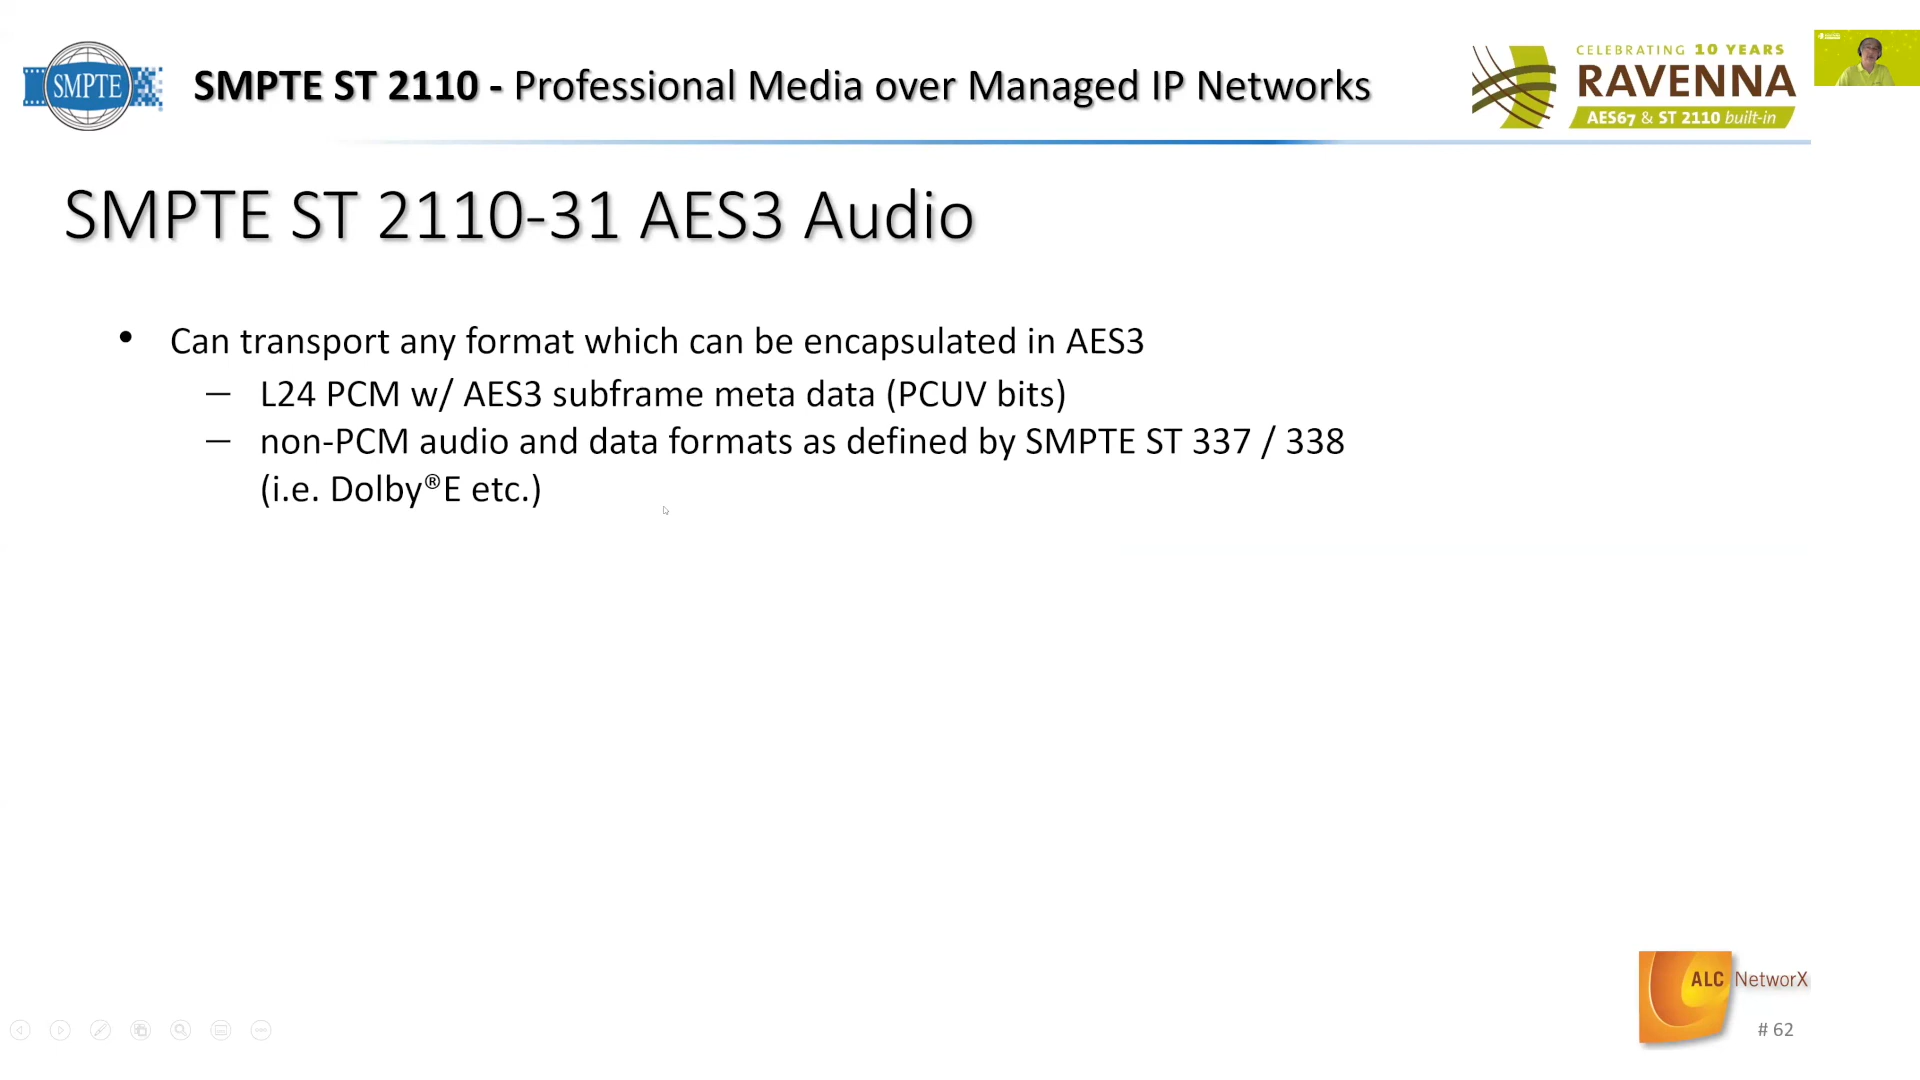 SMPTE
SMPTE ST 2110 - Professional Media over Managed IP Networks
CELEBRATING 10 YEARS
RAVENNA
AES67 & ST 2110 built-in
SMPTE ST 2110-31 AES3 Audio
• Can transport any format which can be encapsulated in AES3
— L24 PCM w/ AES3 subframe meta data (PCUV bits)
— non-PCM audio and data formats as defined by SMPTE ST 337 / 338
(i.e. Dolby®E etc.)
ALC NetworX
# 62